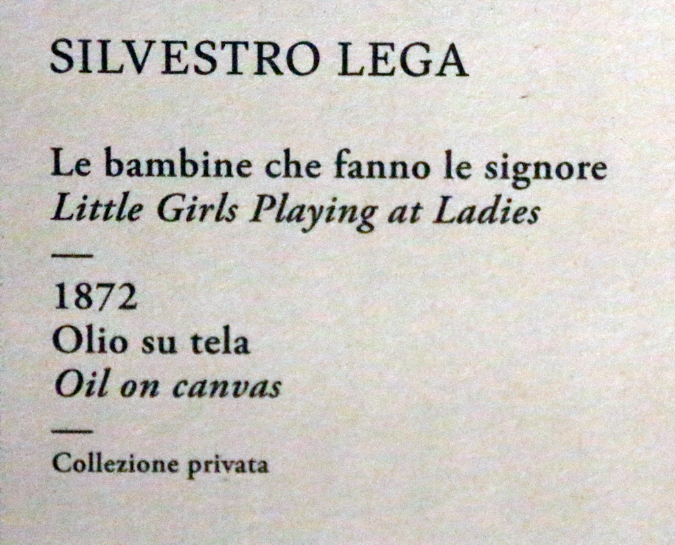 SILVESTRO LEGA
Le bambine che fanno le signore
Little Girls Playing at Ladies
1872
Olio su tela
Oil on canvas
Collezione privata